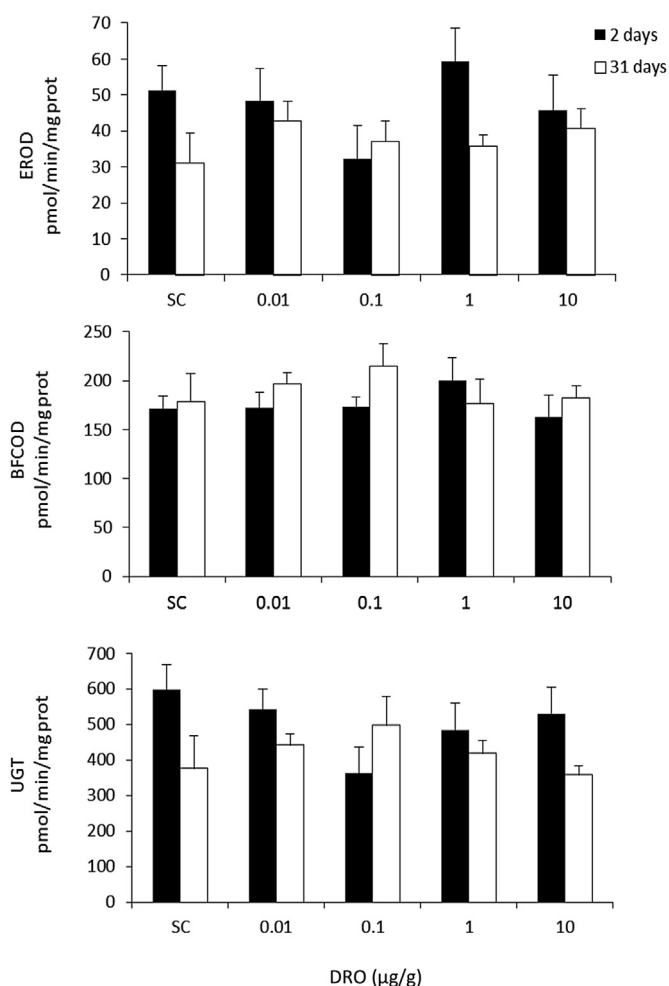 70
60
50
40
30
20
10
0
EROD
pmol/min/mg prot
2 days
31 days
SC 0.01 0.1 1 10
250
200
150
100
50
0
BFCOD
pmol/min/mg prot
SC 0.01 0.1 1 10
700
600
500
400
300
200
100
0
UGT
pmol/min/mg prot
SC 0.01 0.1 1 10
DRO (µg/g)